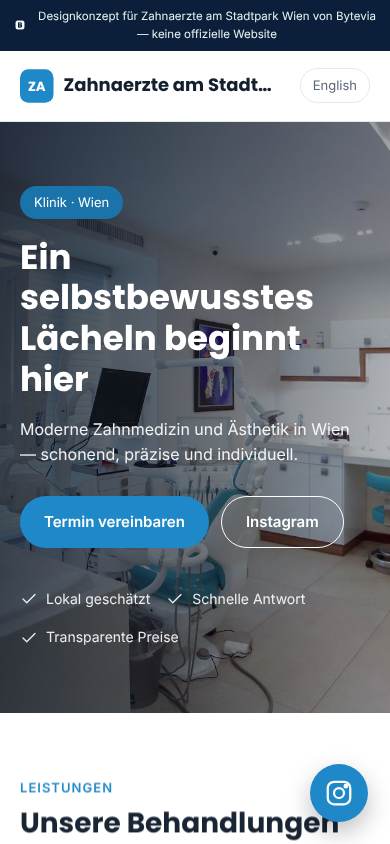 B
Designkonzept für Zahnaerzte am Stadtpark Wien von Bytevia
— keine offizielle Website
ZA
Zahnaerzte am Stadt...
English
Klinik · Wien
Ein
selbstbewusstes
Lächeln beginnt
hier
Moderne Zahnmedizin und Ästhetik in Wien
— schonend, präzise und individuell.
Termin vereinbaren
Instagram
Lokal geschätzt
Schnelle Antwort
Transparente Preise
LEISTUNGEN
Unsere Behandlungen